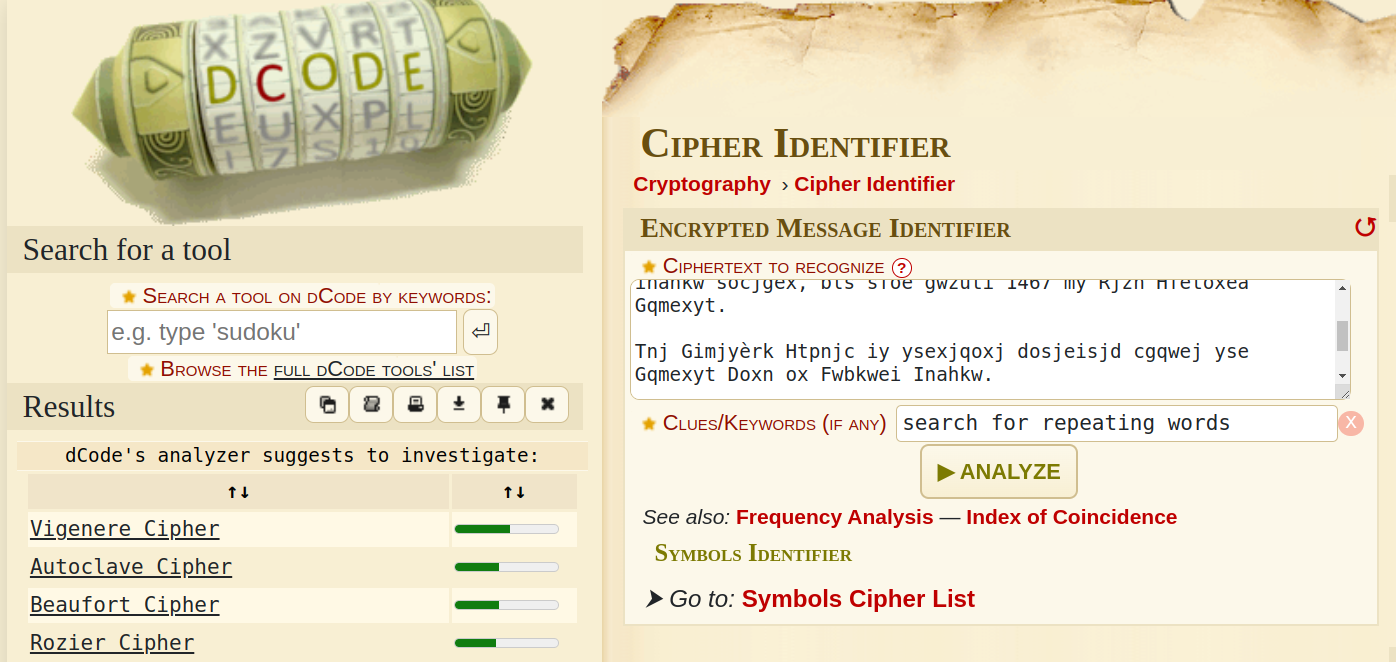 X Z V R T
D C O D E
E U X P L
Search for a tool
★ Search a tool on dCode by keywords:
e.g. type 'sudoku'
★ Browse the full dCode tools' list
Results
dCode's analyzer suggests to investigate:
↑↓ ↑↓
Vigenere Cipher
Autoclave Cipher
Beaufort Cipher
Rozier Cipher
Cipher Identifier
Cryptography › Cipher Identifier
Encrypted Message Identifier
★ Ciphertext to recognize ?
Gqmexyt.
Tnj Gimjyèrk Htpnjc iy ysexjqoxj dosjeisjd cgqwej yse
Gqmexyt Doxn ox Fwbkwei Inahkw.
★ Clues/Keywords (if any) search for repeating words X
▶ ANALYZE
See also: Frequency Analysis — Index of Coincidence
Symbols Identifier
➤ Go to: Symbols Cipher List